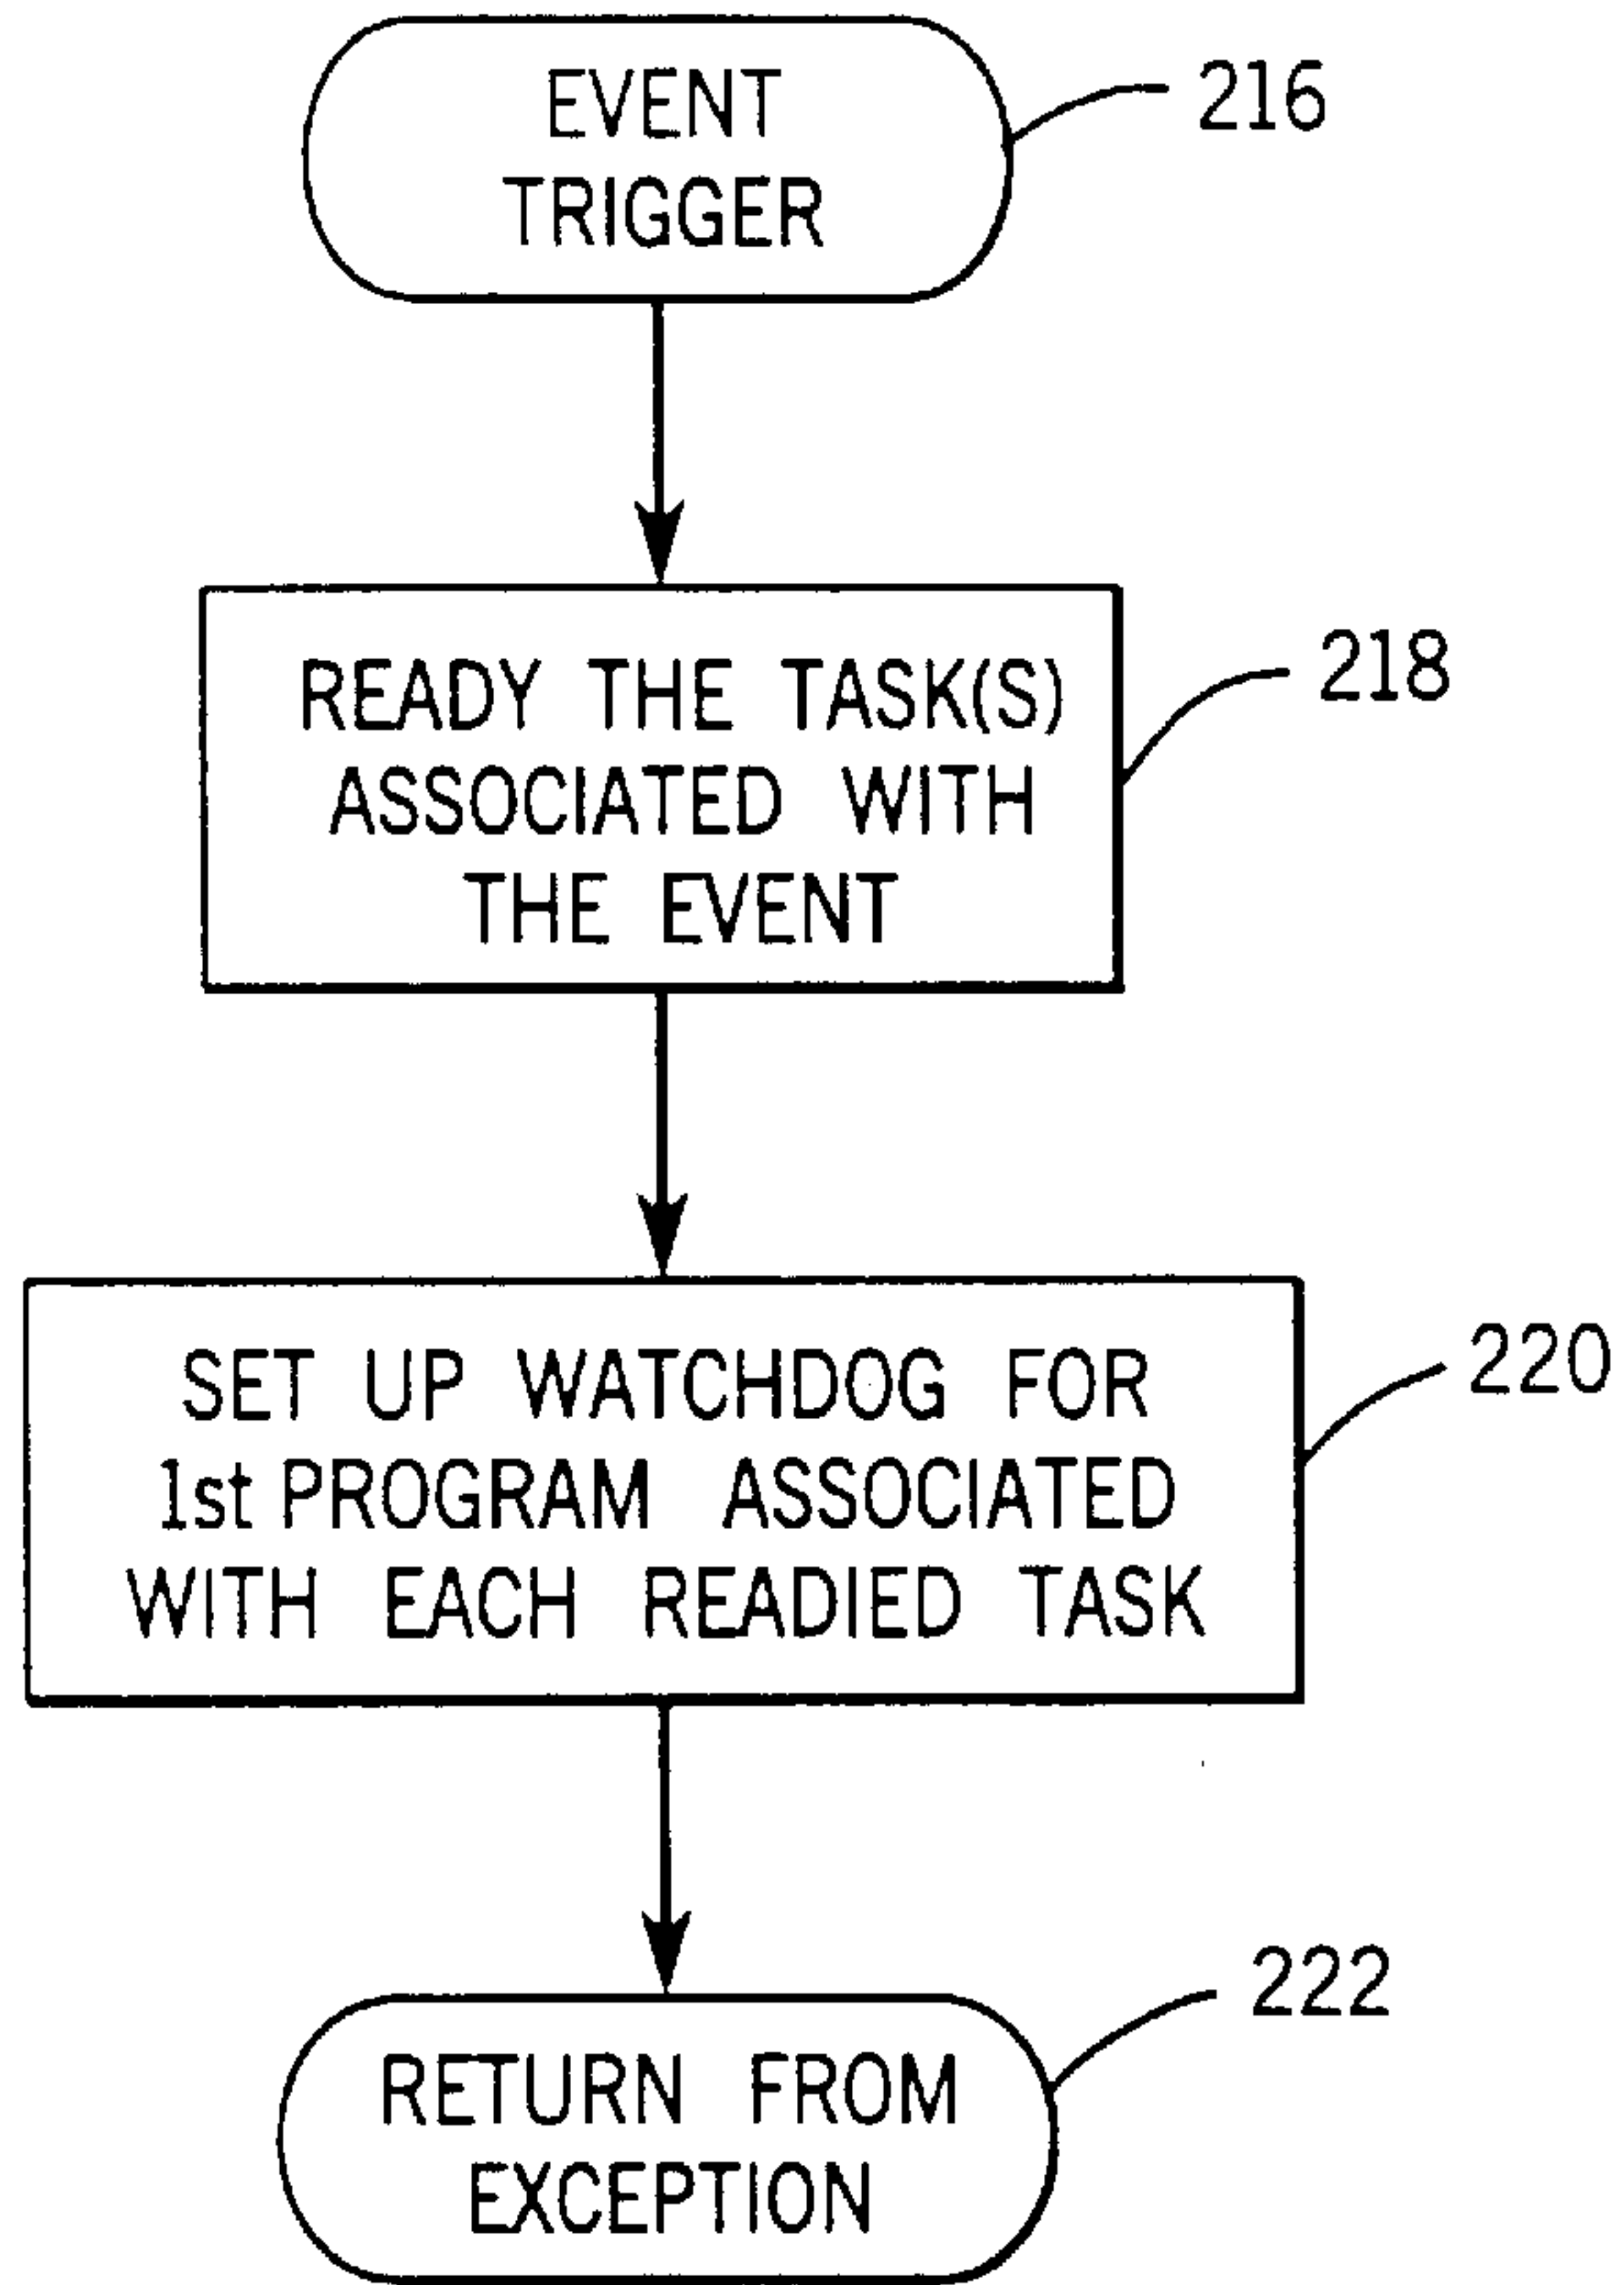 EVENT
TRIGGER
216
READY THE TASK(S)
ASSOCIATED WITH
THE EVENT
218
SET UP WATCHDOG FOR
1st PROGRAM ASSOCIATED
WITH EACH READIED TASK
220
RETURN FROM
EXCEPTION
222